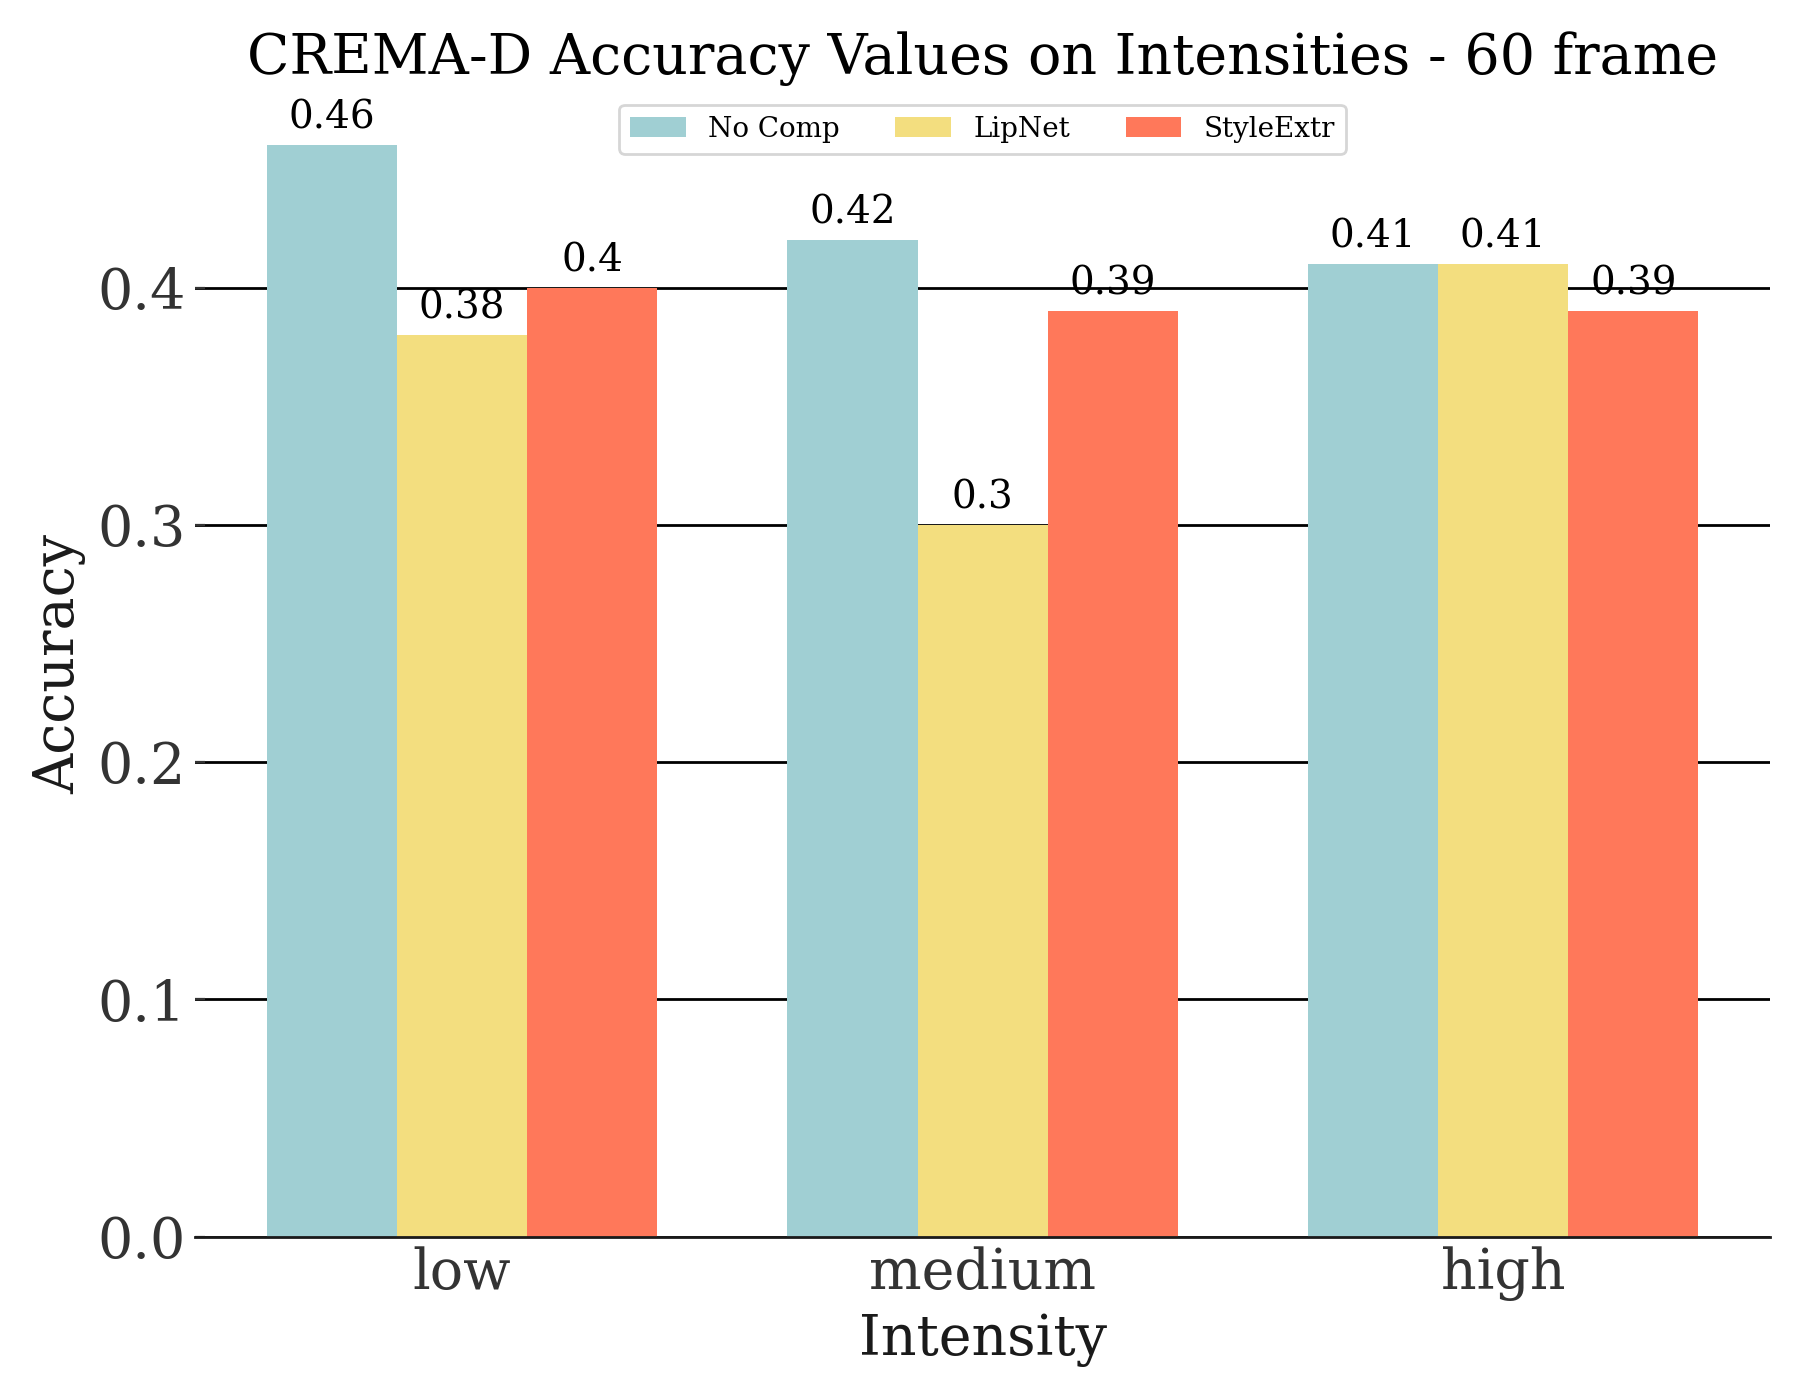 CREMA-D Accuracy Values on Intensities - 60 frame
No Comp LipNet StyleExtr
0.46
0.38
0.4
0.42
0.3
0.39
0.41
0.41
0.39
0.4
0.3
0.2
0.1
0.0
Accuracy
low medium high
Intensity